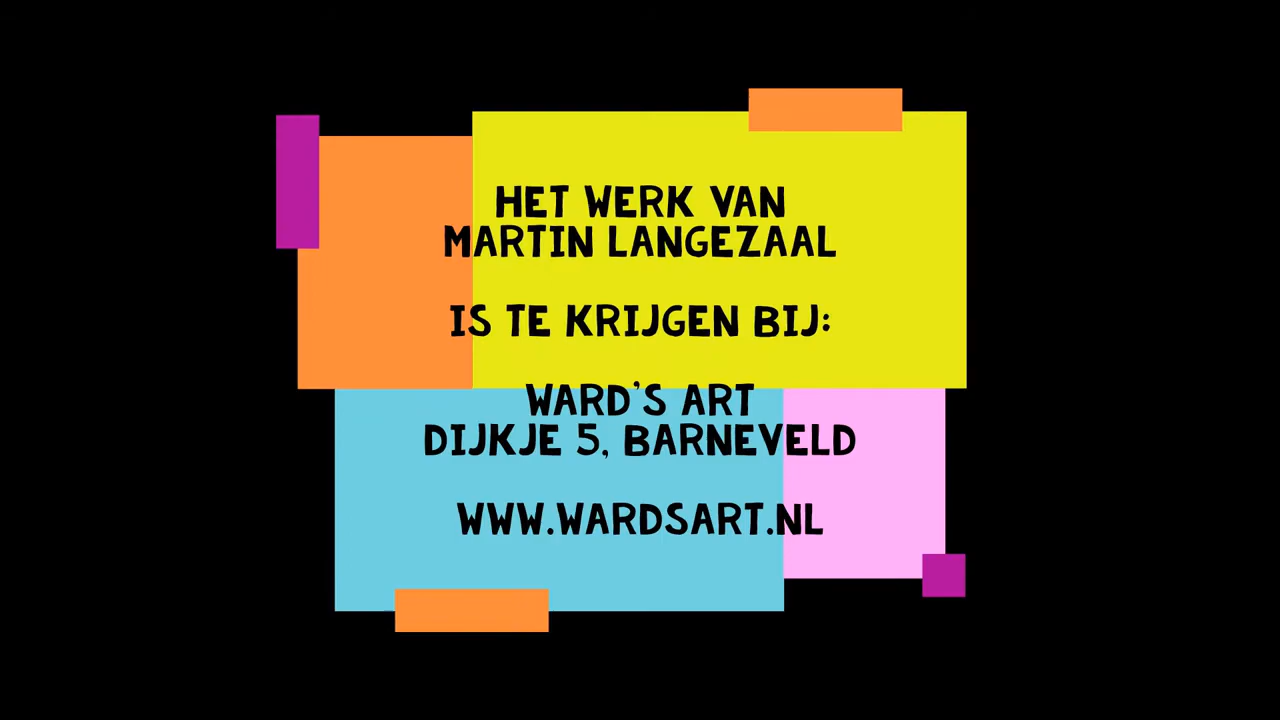 HET WERK VAN
MARTIN LANGEZAAL
IS TE KRIJGEN BIJ:
WARD'S ART
DIJKJE 5, BARNEVELD
WWW.WARDSART.NL